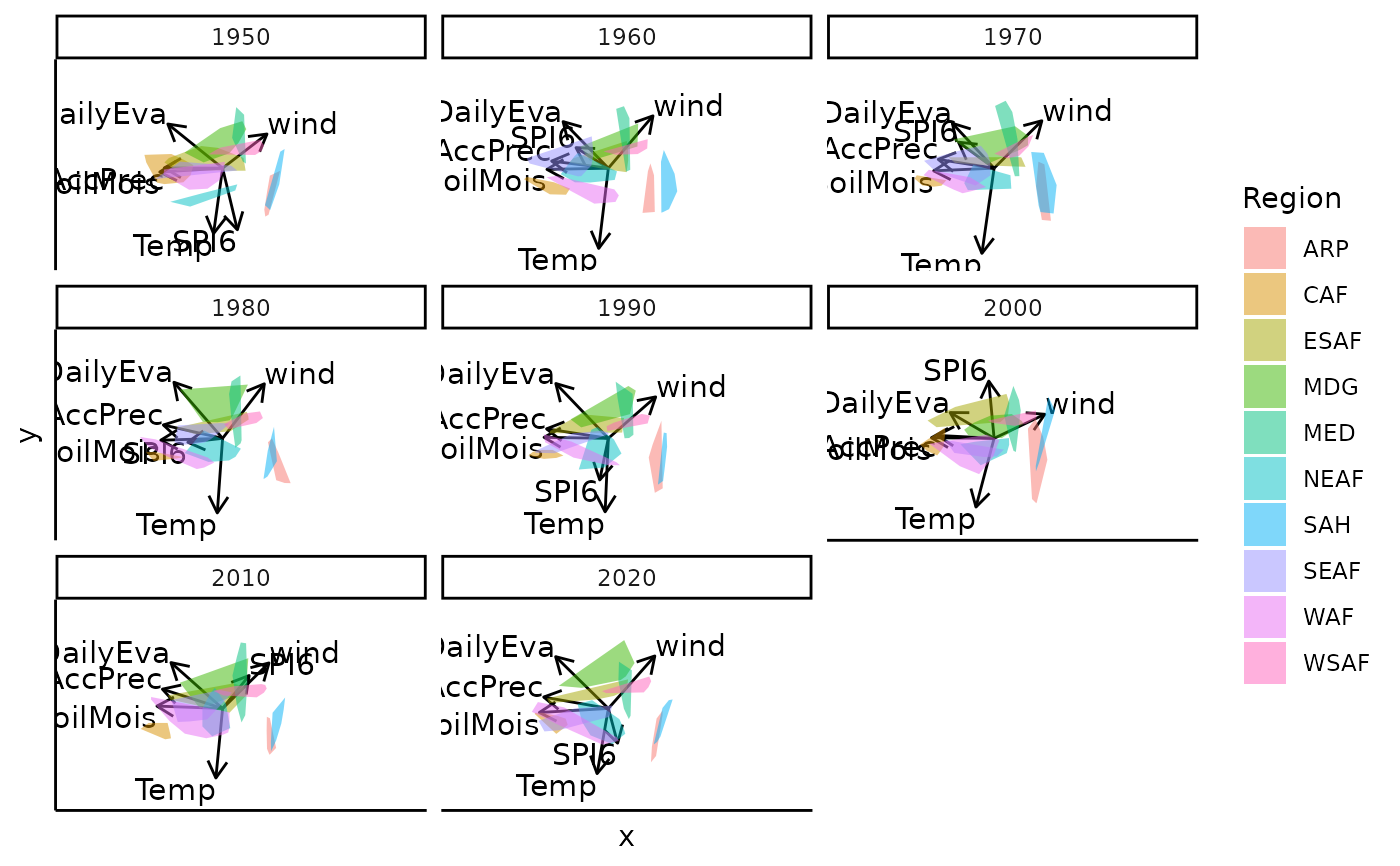 1950
1960
1970
ailyEva
wind
AccPrec
oilMois
Temp
SPI6
DailyEva
wind
SPI6
AccPrec
oilMois
Temp
DailyEva
wind
SPI6
AccPrec
oilMois
Temp
1980
1990
2000
DailyEva
wind
AccPrec
oilMois
SPI6
Temp
DailyEva
wind
AccPrec
oilMois
SPI6
Temp
SPI6
DailyEva
wind
AccPrec
oilMois
Temp
2010
2020
DailyEva
wind
SPI6
AccPrec
oilMois
Temp
DailyEva
wind
AccPrec
oilMois
SPI6
Temp
y
x
Region
ARP
CAF
ESAF
MDG
MED
NEAF
SAH
SEAF
WAF
WSAF